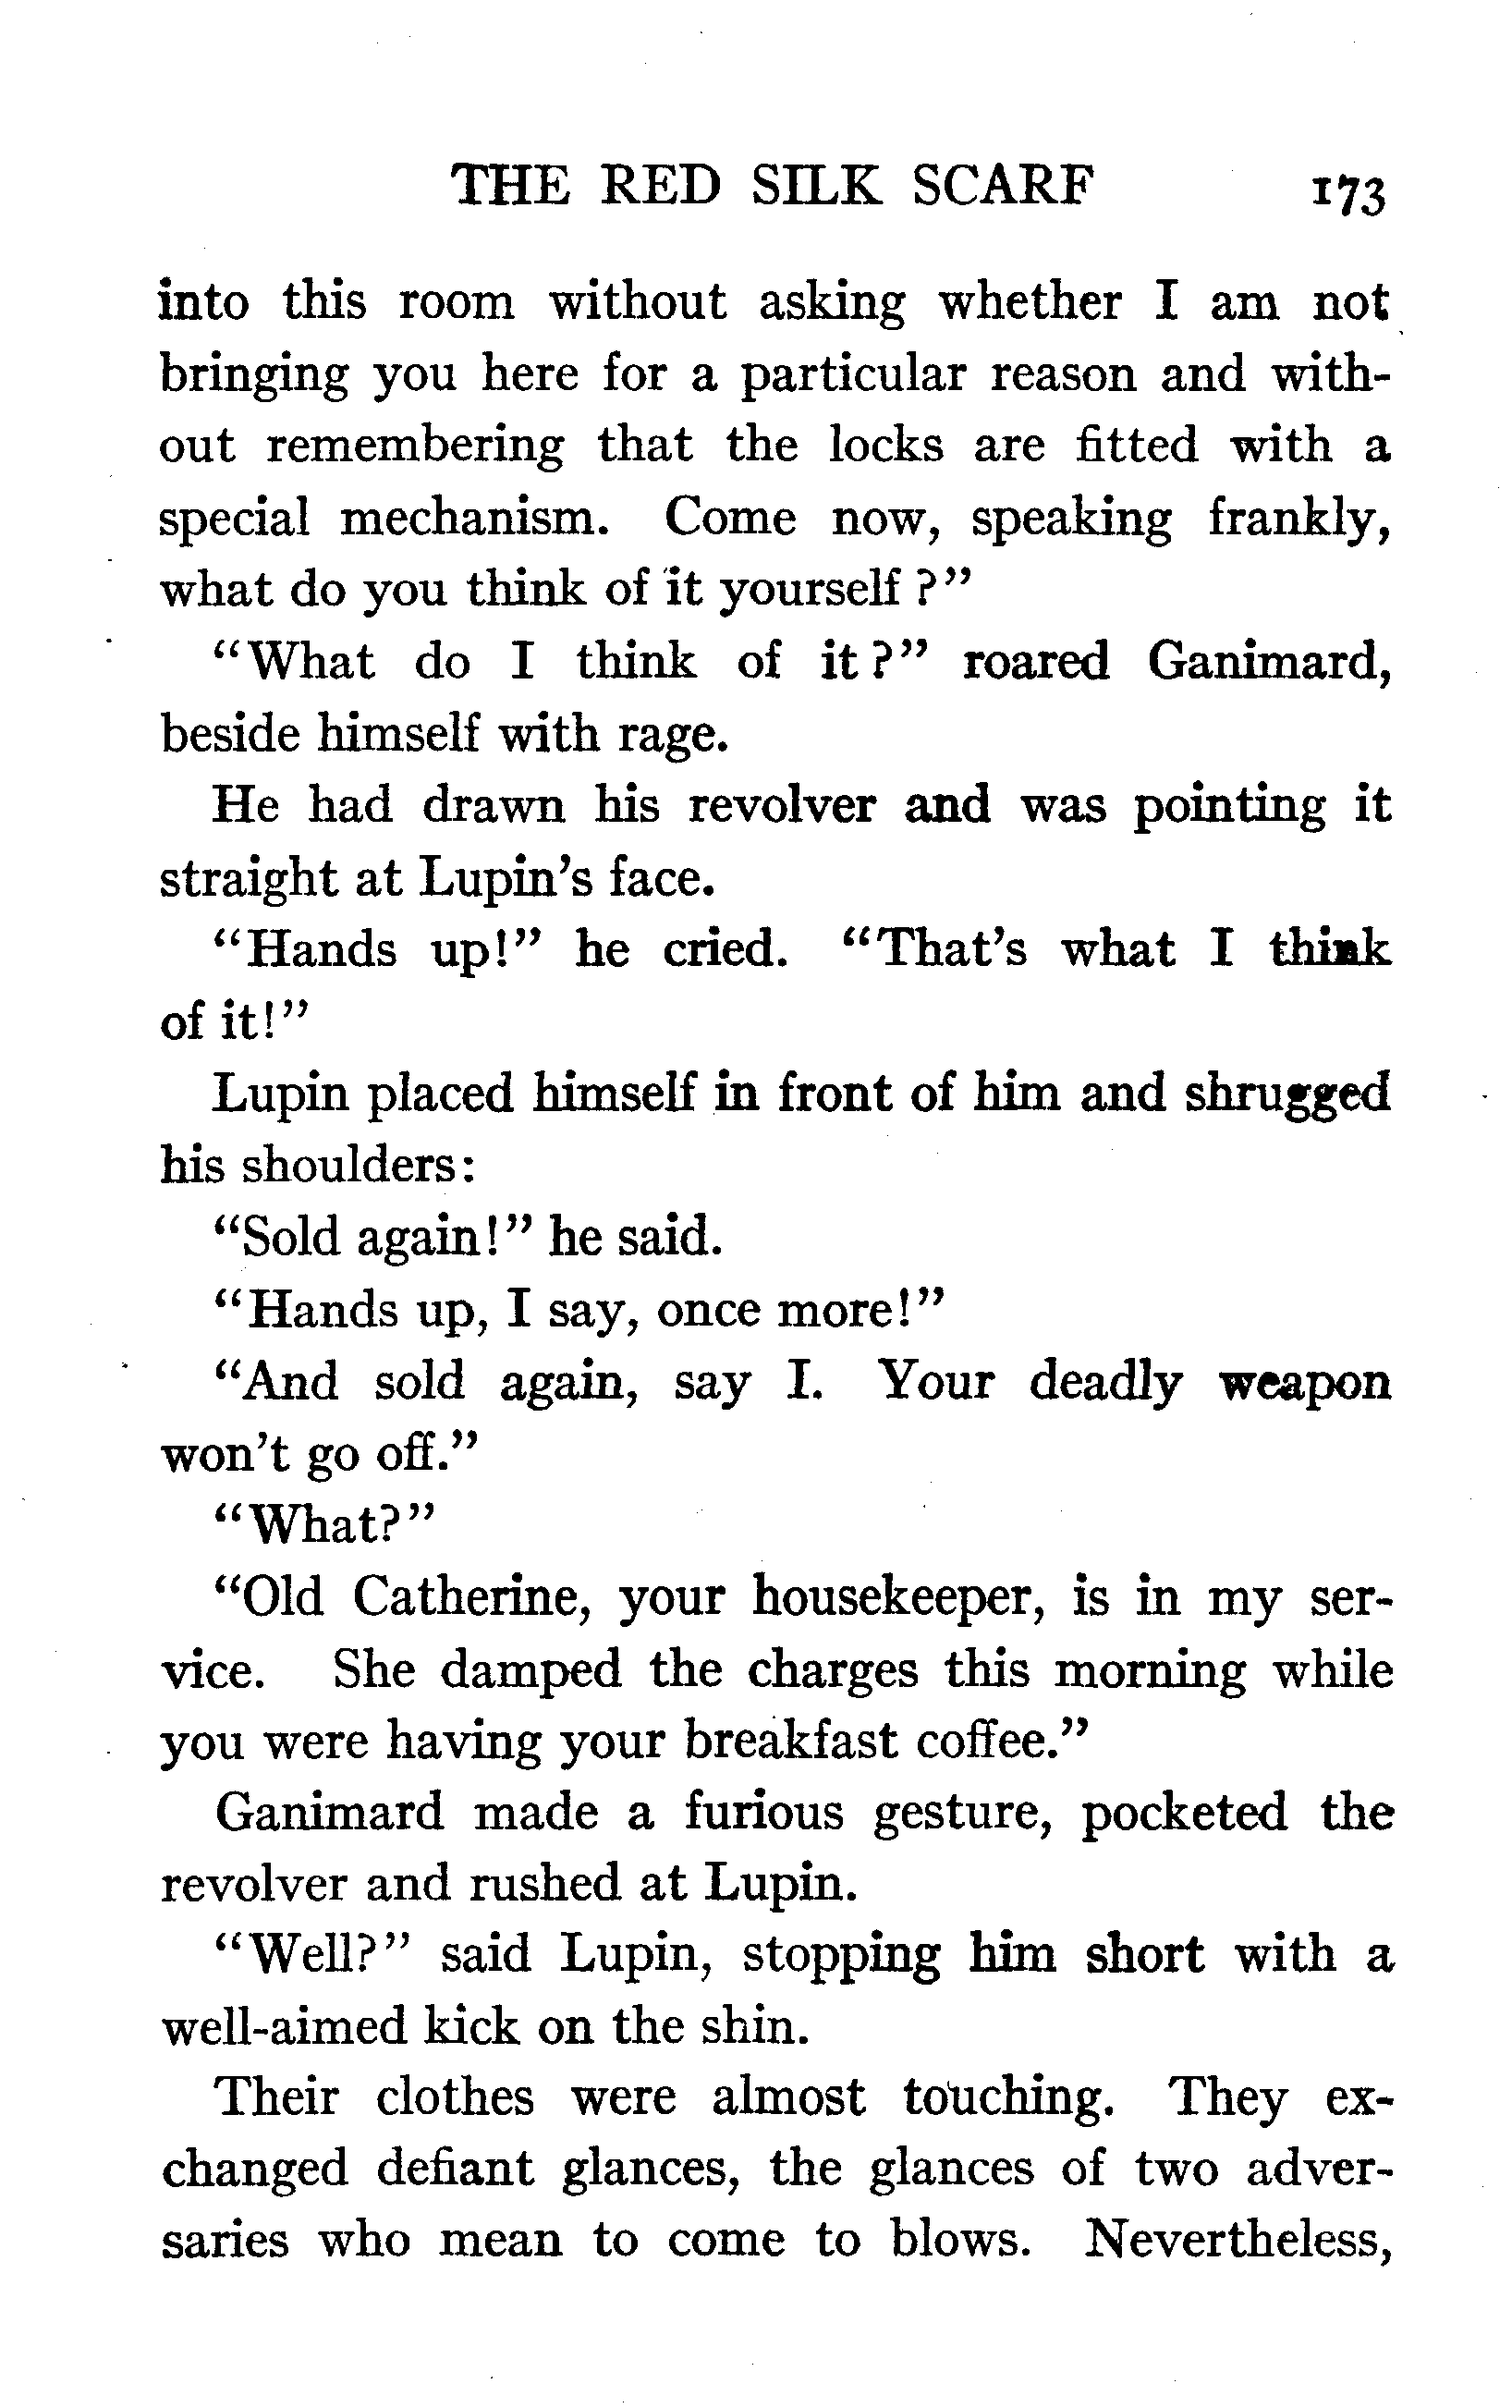 THE RED SILK SCARF 173
into this room without asking whether I am not
bringing you here for a particular reason and with-
out remembering that the locks are fitted with a
special mechanism. Come now, speaking frankly,
what do you think of it yourself?"
"What do I think of it?" roared Ganimard,
beside himself with rage.
He had drawn his revolver and was pointing it
straight at Lupin's face.
"Hands up!" he cried. "That's what I think
of it!"
Lupin placed himself in front of him and shrugged
his shoulders:
"Sold again!" he said.
"Hands up, I say, once more!"
"And sold again, say I. Your deadly weapon
won't go off."
"What?"
"Old Catherine, your housekeeper, is in my ser-
vice. She damped the charges this morning while
you were having your breakfast coffee."
Ganimard made a furious gesture, pocketed the
revolver and rushed at Lupin.
"Well?" said Lupin, stopping him short with a
well-aimed kick on the shin.
Their clothes were almost touching. They ex-
changed defiant glances, the glances of two adver-
saries who mean to come to blows. Nevertheless,